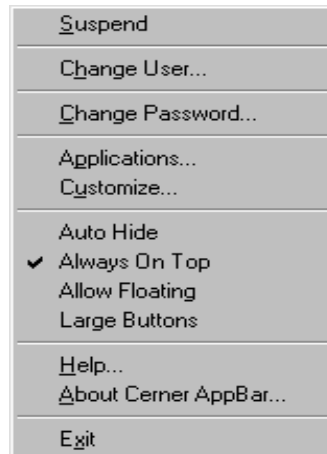 Suspend
Change User...
Change Password...
Applications...
Customize...
Auto Hide
Always On Top
Allow Floating
Large Buttons
Help...
About Cerner AppBar...
Exit